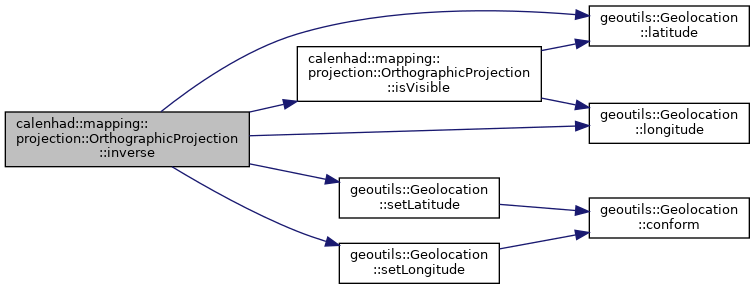 calenhad::mapping::
projection::OrthographicProjection
::inverse
calenhad::mapping::
projection::OrthographicProjection
::isVisible
geoutils::Geolocation
::latitude
geoutils::Geolocation
::longitude
geoutils::Geolocation
::setLatitude
geoutils::Geolocation
::conform
geoutils::Geolocation
::setLongitude